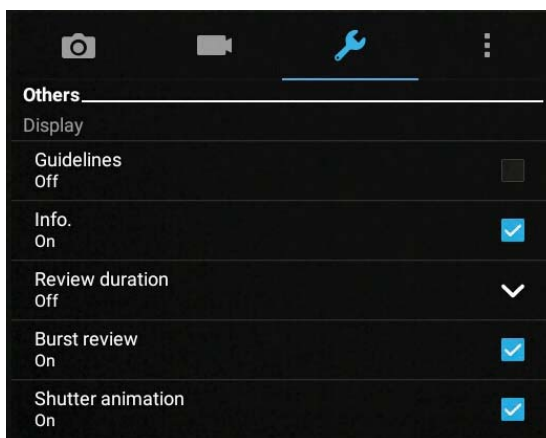 Others
Display
Guidelines
Off
Info.
On
Review duration
Off
Burst review
On
Shutter animation
On